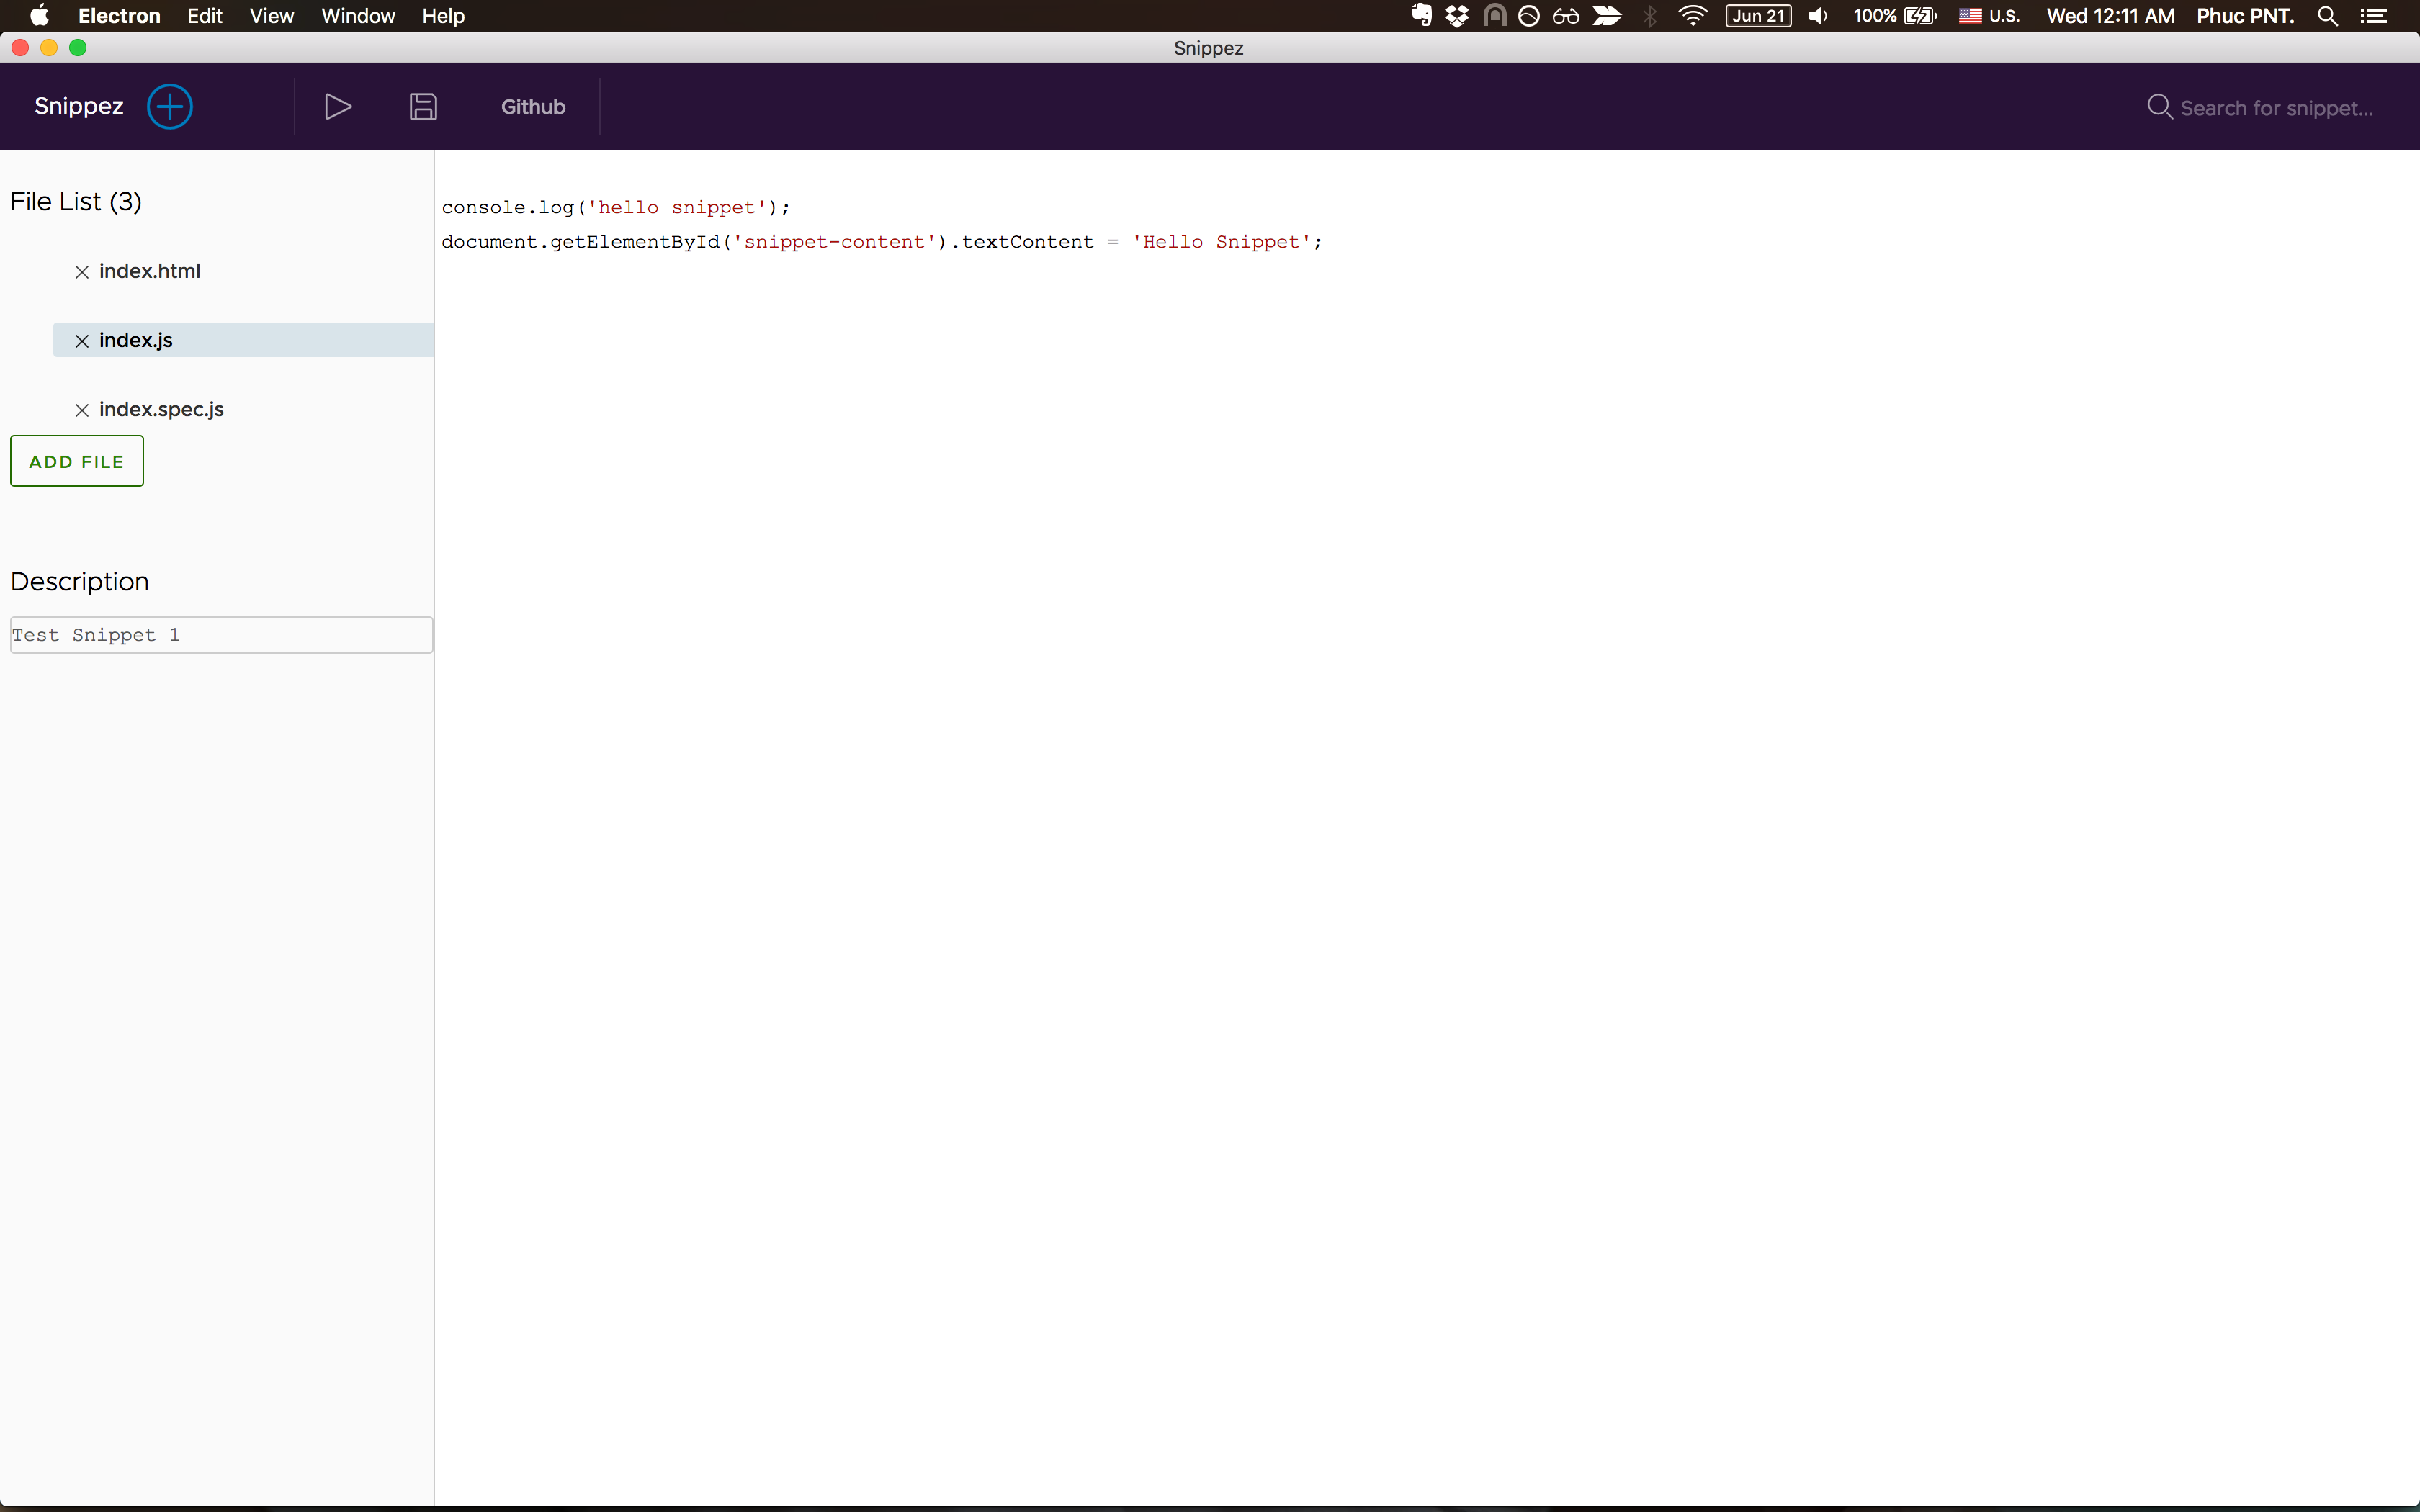 Electron Edit View Window Help Jun 21 100% U.S. Wed 12:11 AM Phuc PNT.
Snippez
Snippez Github Search for snippet...
File List (3)
index.html
index.js
index.spec.js
ADD FILE
Description
Test Snippet 1
console.log('hello snippet');
document.getElementById('snippet-content').textContent = 'Hello Snippet';